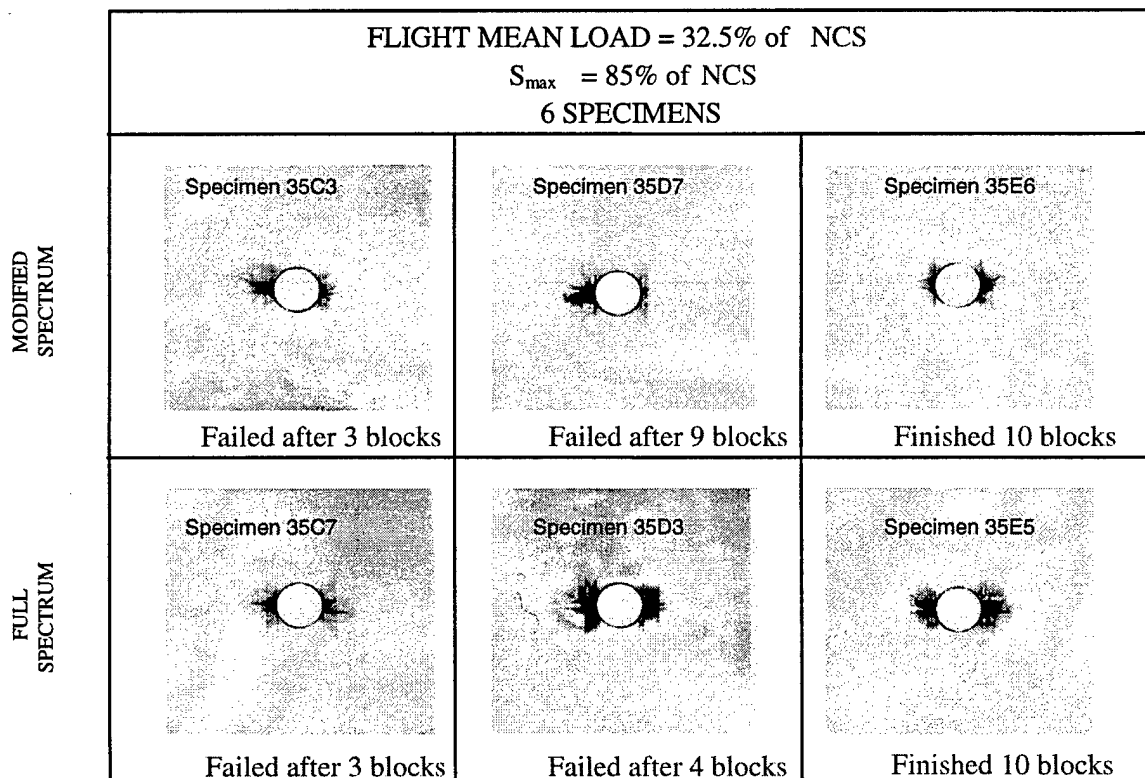 FLIGHT MEAN LOAD = 32.5% of NCS
Smax = 85% of NCS
6 SPECIMENS
MODIFIED
SPECTRUM
Specimen 35C3
Failed after 3 blocks
Specimen 35D7
Failed after 9 blocks
Specimen 35E6
Finished 10 blocks
FULL
SPECTRUM
Specimen 35C7
Failed after 3 blocks
Specimen 35D3
Failed after 4 blocks
Specimen 35E5
Finished 10 blocks